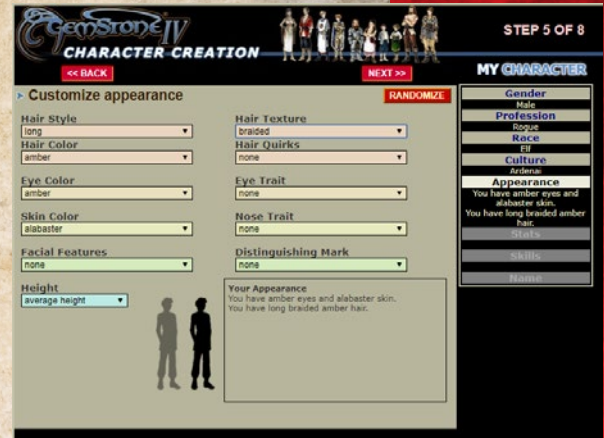 GEMSTONE IV
CHARACTER CREATION
STEP 5 OF 8
<< BACK
NEXT >>
MY CHARACTER
Customize appearance
RANDOMIZE
Hair Style
long
Hair Texture
braided
Hair Color
amber
Hair Quirks
none
Eye Color
amber
Eye Trait
none
Skin Color
alabaster
Nose Trait
none
Facial Features
none
Distinguishing Mark
none
Height
average height
Your Appearance
You have amber eyes and alabaster skin.
You have long braided amber hair.
Gender
Male
Profession
Rogue
Race
Elf
Culture
Ardenai
Appearance
You have amber eyes and
alabaster skin.
You have long braided amber
hair.
Stats
Skills
Name